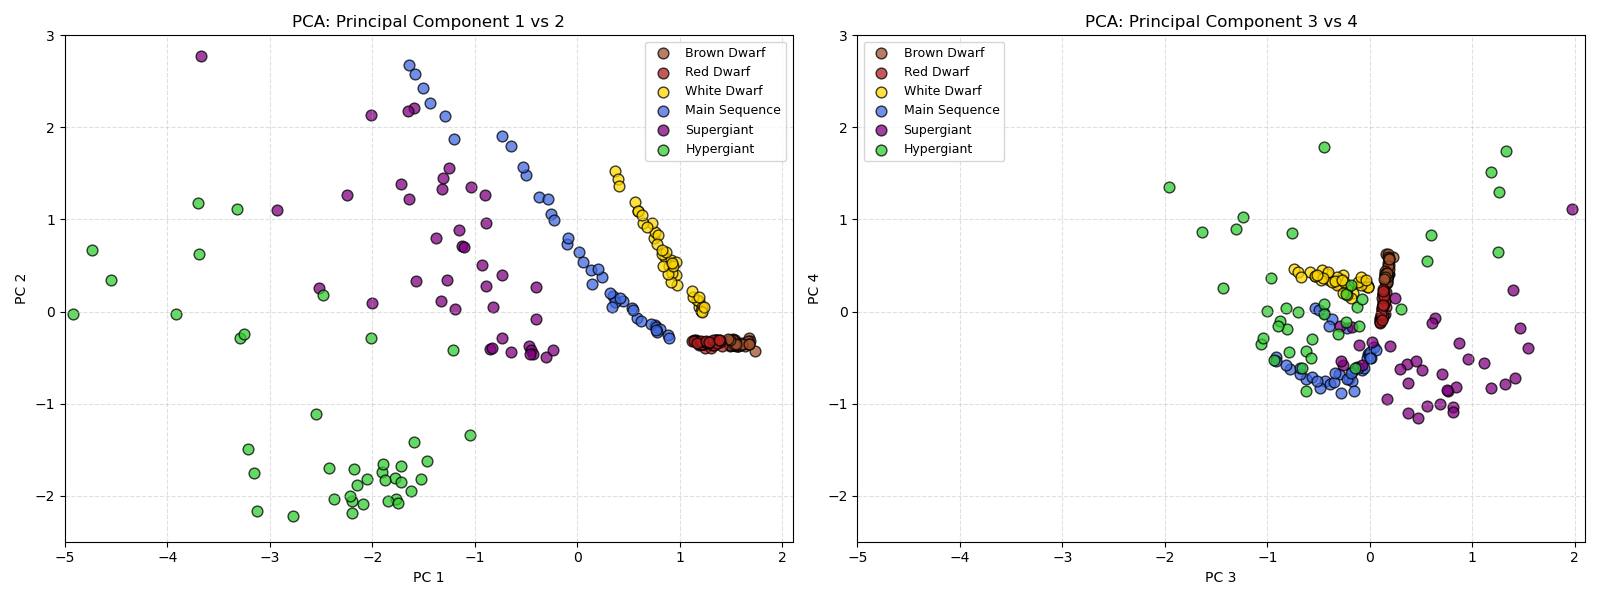 PCA: Principal Component 1 vs 2
3
2
1
0
−1
−2
PC 2
−5
−4
−3
−2
−1
0
1
2
PC 1
Brown Dwarf
Red Dwarf
White Dwarf
Main Sequence
Supergiant
Hypergiant
PCA: Principal Component 3 vs 4
3
2
1
0
−1
−2
PC 4
−5
−4
−3
−2
−1
0
1
2
PC 3
Brown Dwarf
Red Dwarf
White Dwarf
Main Sequence
Supergiant
Hypergiant